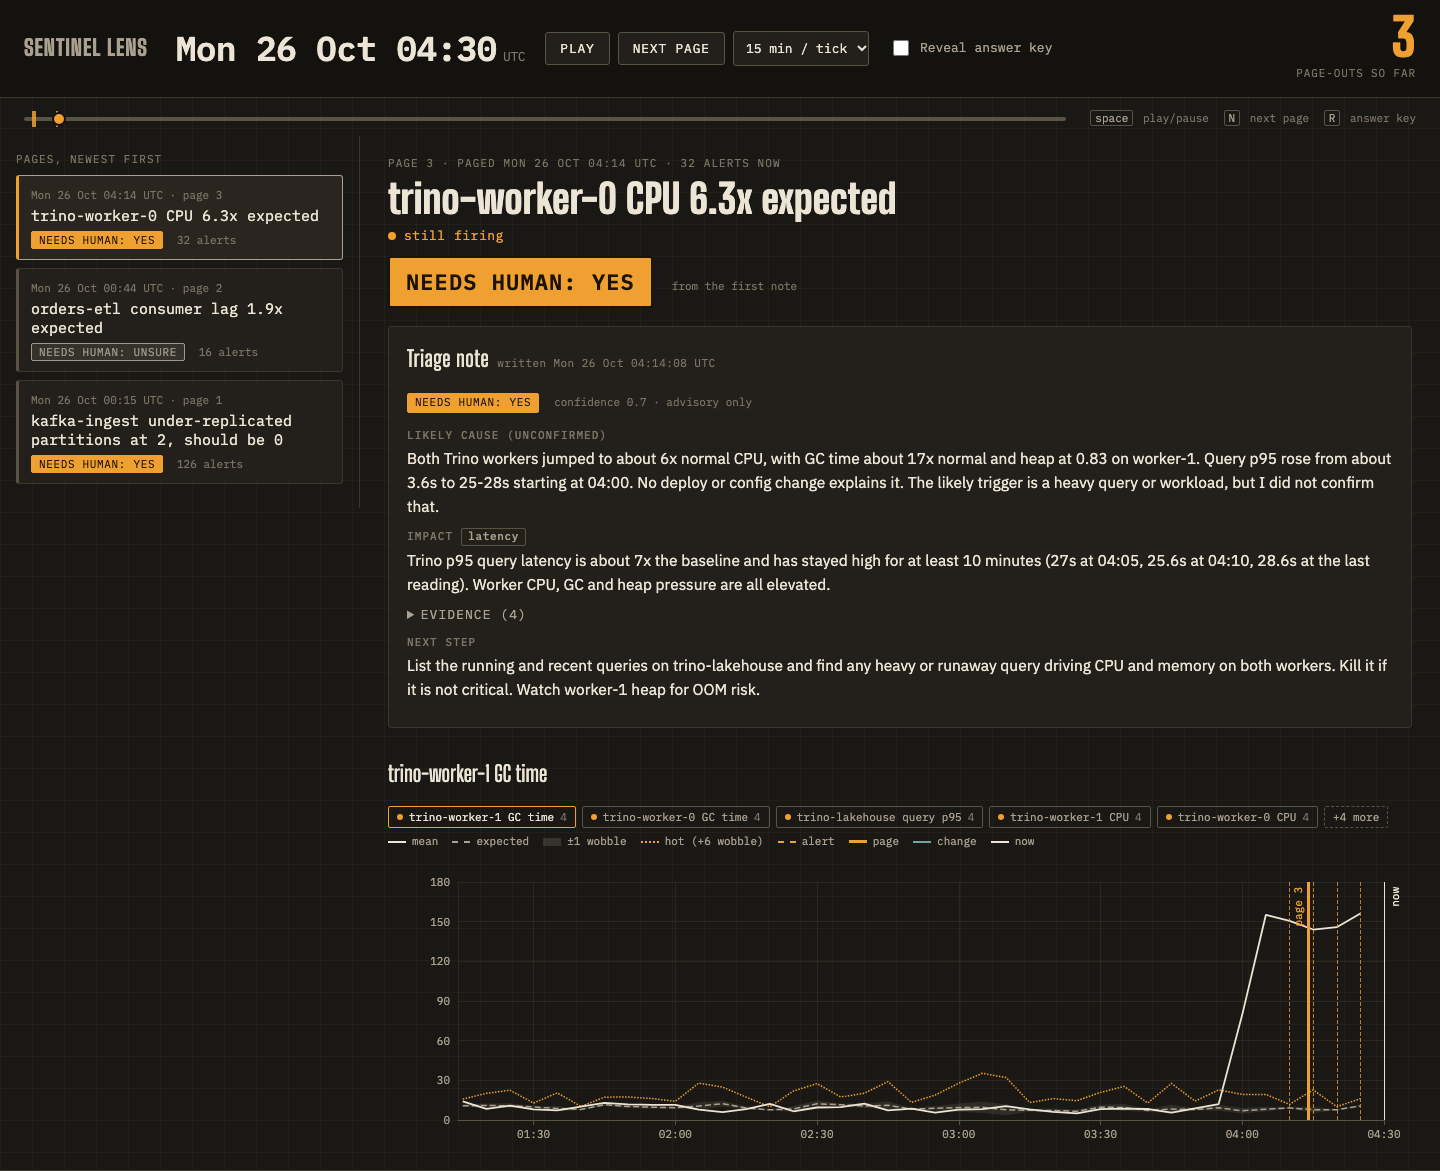 SENTINEL LENS
Mon 26 Oct 04:30 UTC
PLAY
NEXT PAGE
15 min / tick
Reveal answer key
3
PAGE-OUTS SO FAR
space play/pause N next page R answer key
PAGES, NEWEST FIRST
Mon 26 Oct 04:14 UTC · page 3
trino-worker-0 CPU 6.3x expected
NEEDS HUMAN: YES 32 alerts
Mon 26 Oct 00:44 UTC · page 2
orders-etl consumer lag 1.9x
expected
NEEDS HUMAN: UNSURE 16 alerts
Mon 26 Oct 00:15 UTC · page 1
kafka-ingest under-replicated
partitions at 2, should be 0
NEEDS HUMAN: YES 126 alerts
PAGE 3 · PAGED MON 26 OCT 04:14 UTC · 32 ALERTS NOW
trino-worker-0 CPU 6.3x expected
still firing
NEEDS HUMAN: YES from the first note
Triage note written Mon 26 Oct 04:14:08 UTC
NEEDS HUMAN: YES confidence 0.7 · advisory only
LIKELY CAUSE (UNCONFIRMED)
Both Trino workers jumped to about 6x normal CPU, with GC time about 17x normal and heap at 0.83 on worker-1. Query p95 rose from about
3.6s to 25-28s starting at 04:00. No deploy or config change explains it. The likely trigger is a heavy query or workload, but I did not confirm
that.
IMPACT latency
Trino p95 query latency is about 7x the baseline and has stayed high for at least 10 minutes (27s at 04:05, 25.6s at 04:10, 28.6s at the last
reading). Worker CPU, GC and heap pressure are all elevated.
▶ EVIDENCE (4)
NEXT STEP
List the running and recent queries on trino-lakehouse and find any heavy or runaway query driving CPU and memory on both workers. Kill it if
it is not critical. Watch worker-1 heap for OOM risk.
trino-worker-1 GC time
trino-worker-1 GC time 4
trino-worker-0 GC time 4
trino-lakehouse query p95 4
trino-worker-1 CPU 4
trino-worker-0 CPU 4
+4 more
mean expected ±1 wobble hot (+6 wobble) alert page change now
180
150
120
90
60
30
0
page 3
now
01:30 02:00 02:30 03:00 03:30 04:00 04:30